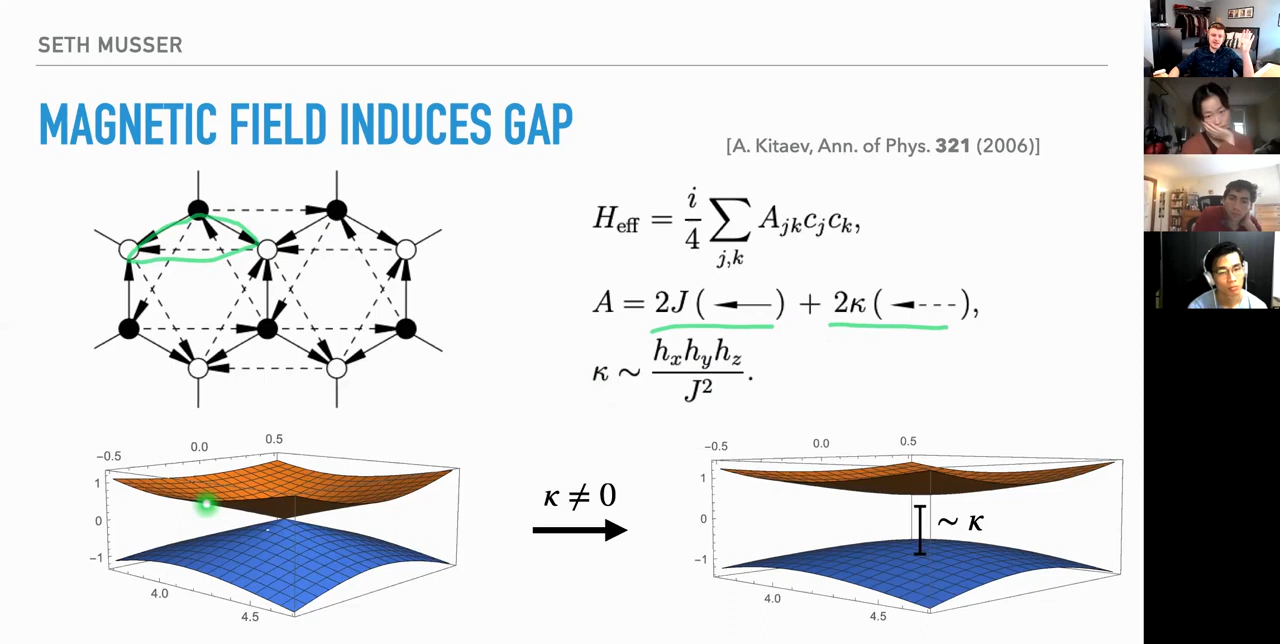 SETH MUSSER
MAGNETIC FIELD INDUCES GAP
[A. Kitaev, Ann. of Phys. 321 (2006)]
H_eff = i/4 ∑_{j,k} A_{jk} c_j c_k,
A = 2J ( ⟵ ) + 2κ ( ⇠ ),
κ ∼ h_x h_y h_z / J².
-0.5 0.0 0.5
1
0
-1
4.0
4.5
κ ≠ 0
-0.5 0.0 0.5
1
0
-1
∼ κ
4.0
4.5